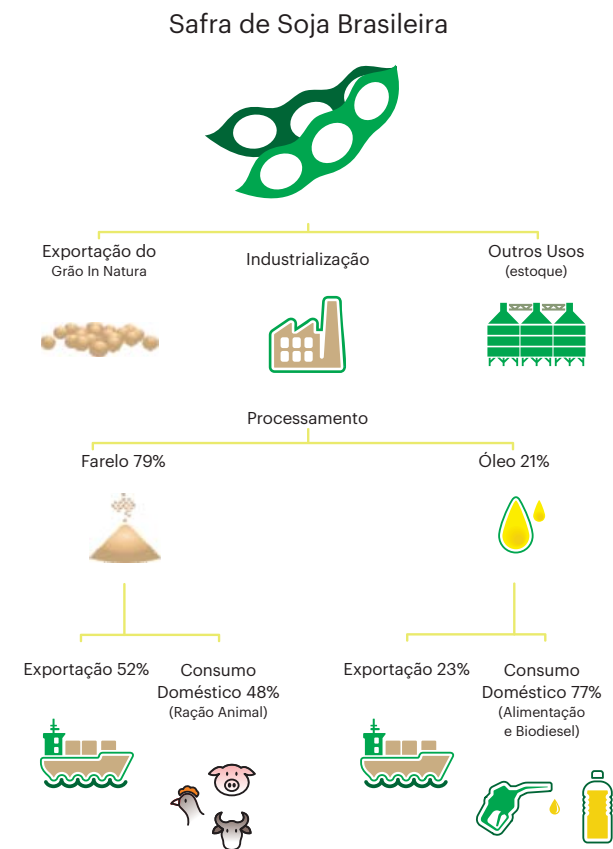 Safra de Soja Brasileira
Exportação do
Grão In Natura
Industrialização
Outros Usos
(estoque)
Processamento
Farelo 79%
Óleo 21%
Exportação 52%
Consumo
Doméstico 48%
(Ração Animal)
Exportação 23%
Consumo
Doméstico 77%
(Alimentação
e Biodiesel)